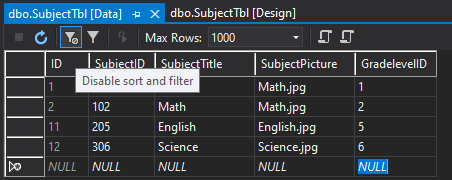 dbo.SubjectTbl [Data] dbo.SubjectTbl [Design]
Max Rows: 1000
ID SubjectID SubjectTitle SubjectPicture GradelevelID
Disable sort and filter
1 Math.jpg 1
2 102 Math Math.jpg 2
11 205 English English.jpg 5
12 306 Science Science.jpg 6
NULL NULL NULL NULL NULL